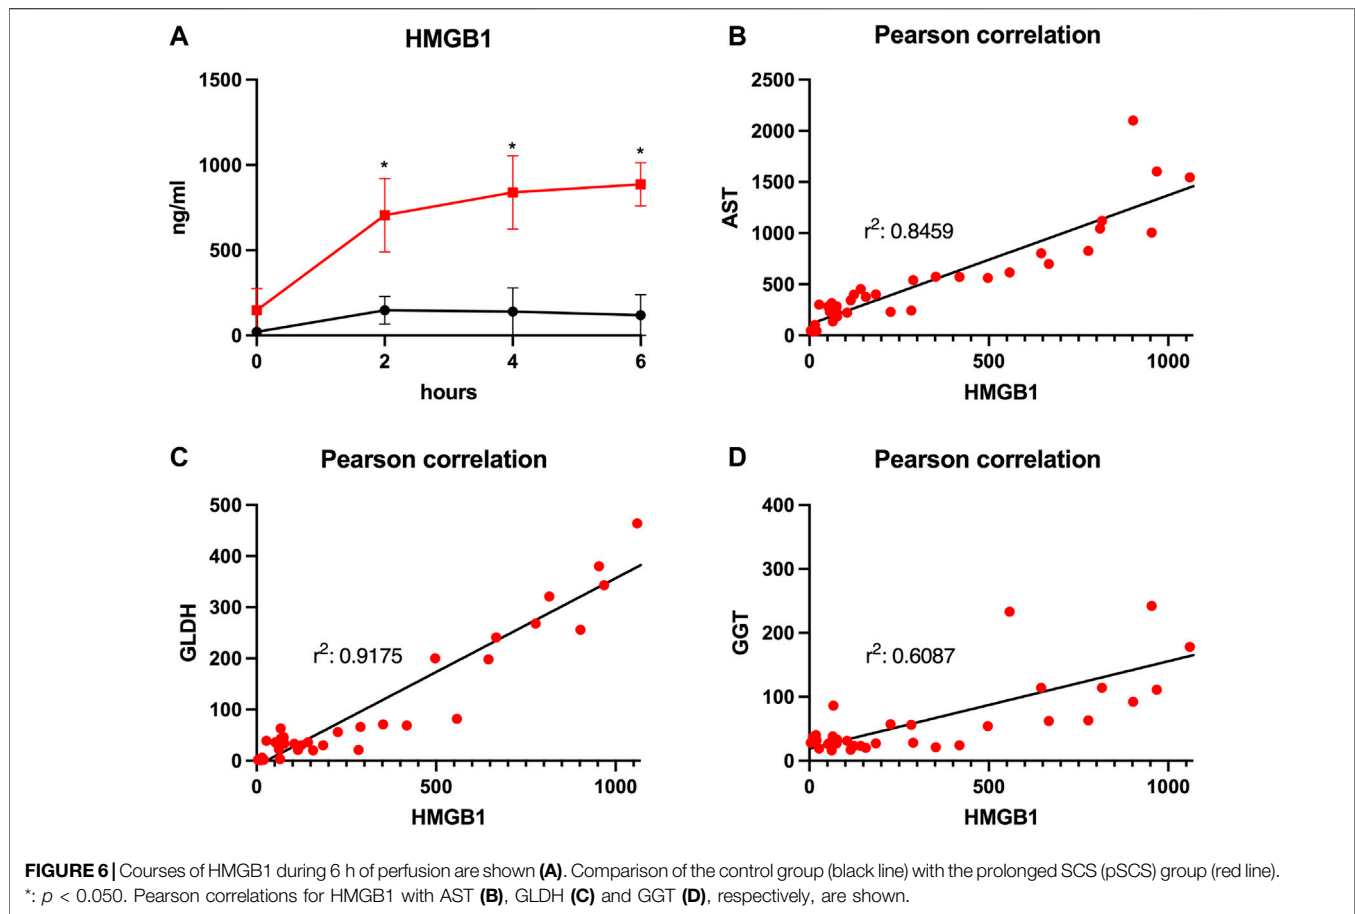 A
HMGB1
1500
1000
500
0
ng/ml
*
*
*
0 2 4 6
hours
B
Pearson correlation
2500
2000
1500
1000
500
0
AST
r²: 0.8459
0 500 1000
HMGB1
C
Pearson correlation
500
400
300
200
100
0
GLDH
r²: 0.9175
0 500 1000
HMGB1
D
Pearson correlation
400
300
200
100
0
GGT
r²: 0.6087
0 500 1000
HMGB1
FIGURE 6 | Courses of HMGB1 during 6 h of perfusion are shown (A). Comparison of the control group (black line) with the prolonged SCS (pSCS) group (red line).
*: p < 0.050. Pearson correlations for HMGB1 with AST (B), GLDH (C) and GGT (D), respectively, are shown.